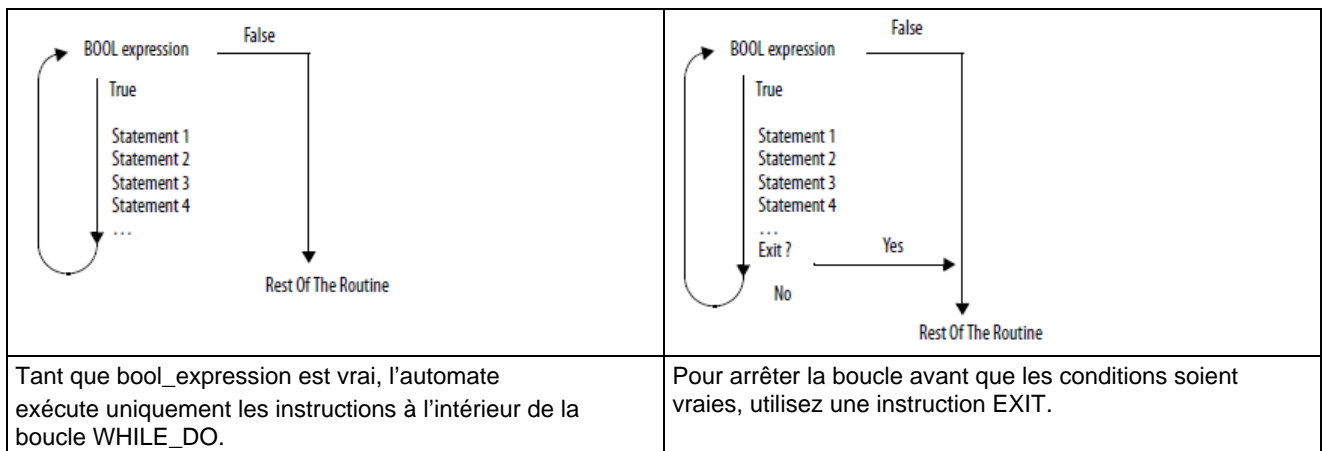 BOOL expression
False
True
Statement 1
Statement 2
Statement 3
Statement 4
...
Rest Of The Routine
BOOL expression
False
True
Statement 1
Statement 2
Statement 3
Statement 4
...
Exit ?
Yes
No
Rest Of The Routine
Tant que bool_expression est vrai, l'automate
exécute uniquement les instructions à l'intérieur de la
boucle WHILE_DO.
Pour arrêter la boucle avant que les conditions soient
vraies, utilisez une instruction EXIT.